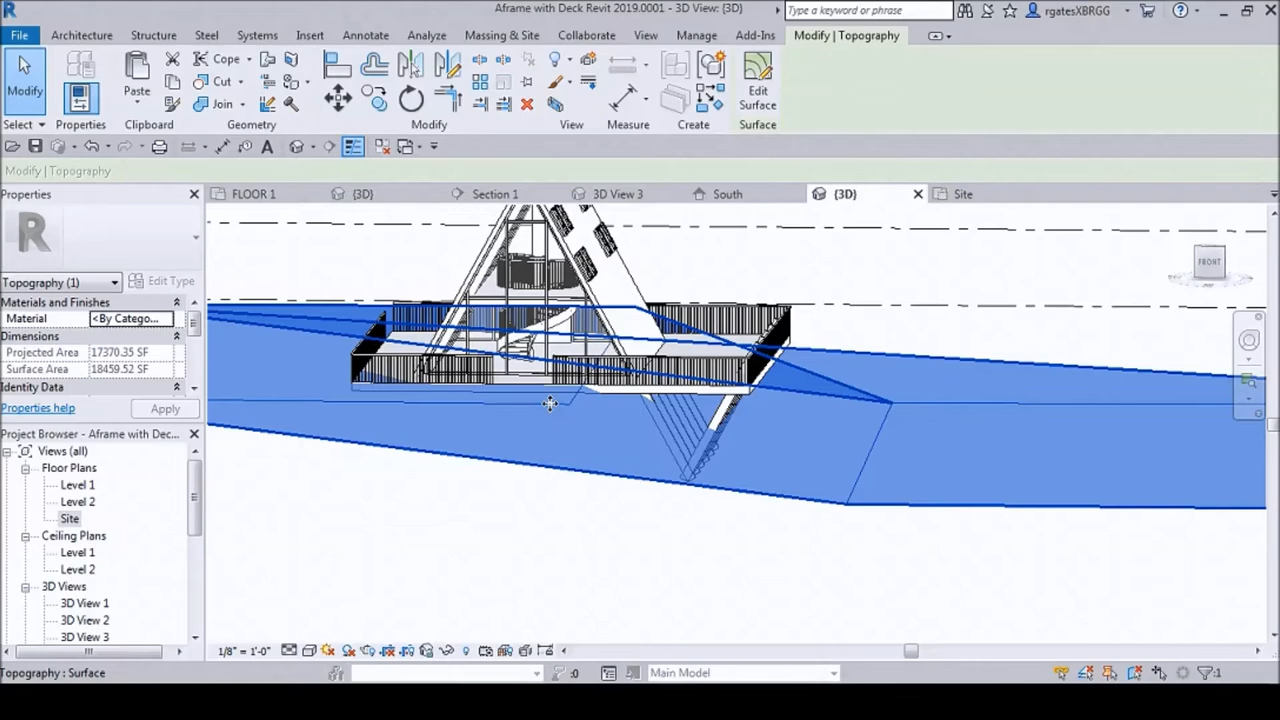 Aframe with Deck Revit 2019.0001 - 3D View: {3D}
Type a keyword or phrase
rgatesXBRGG
File
Architecture
Structure
Steel
Systems
Insert
Annotate
Analyze
Massing & Site
Collaborate
View
Manage
Add-Ins
Modify | Topography
Modify
Paste
Cope
Cut
Join
Edit
Surface
Select
Properties
Clipboard
Geometry
Modify
View
Measure
Create
Surface
Modify | Topography
Properties
FLOOR 1
{3D}
Section 1
3D View 3
South
{3D}
Site
R
FRONT
Topography (1)
Edit Type
Materials and Finishes
Material
<By Catego...
Dimensions
Projected Area
17370.35 SF
Surface Area
18459.52 SF
Identity Data
Properties help
Apply
Project Browser - Aframe with Dec...
Views (all)
Floor Plans
Level 1
Level 2
Site
Ceiling Plans
Level 1
Level 2
3D Views
3D View 1
3D View 2
3D View 3
1/8" = 1'-0"
Topography : Surface
:0
Main Model
:1